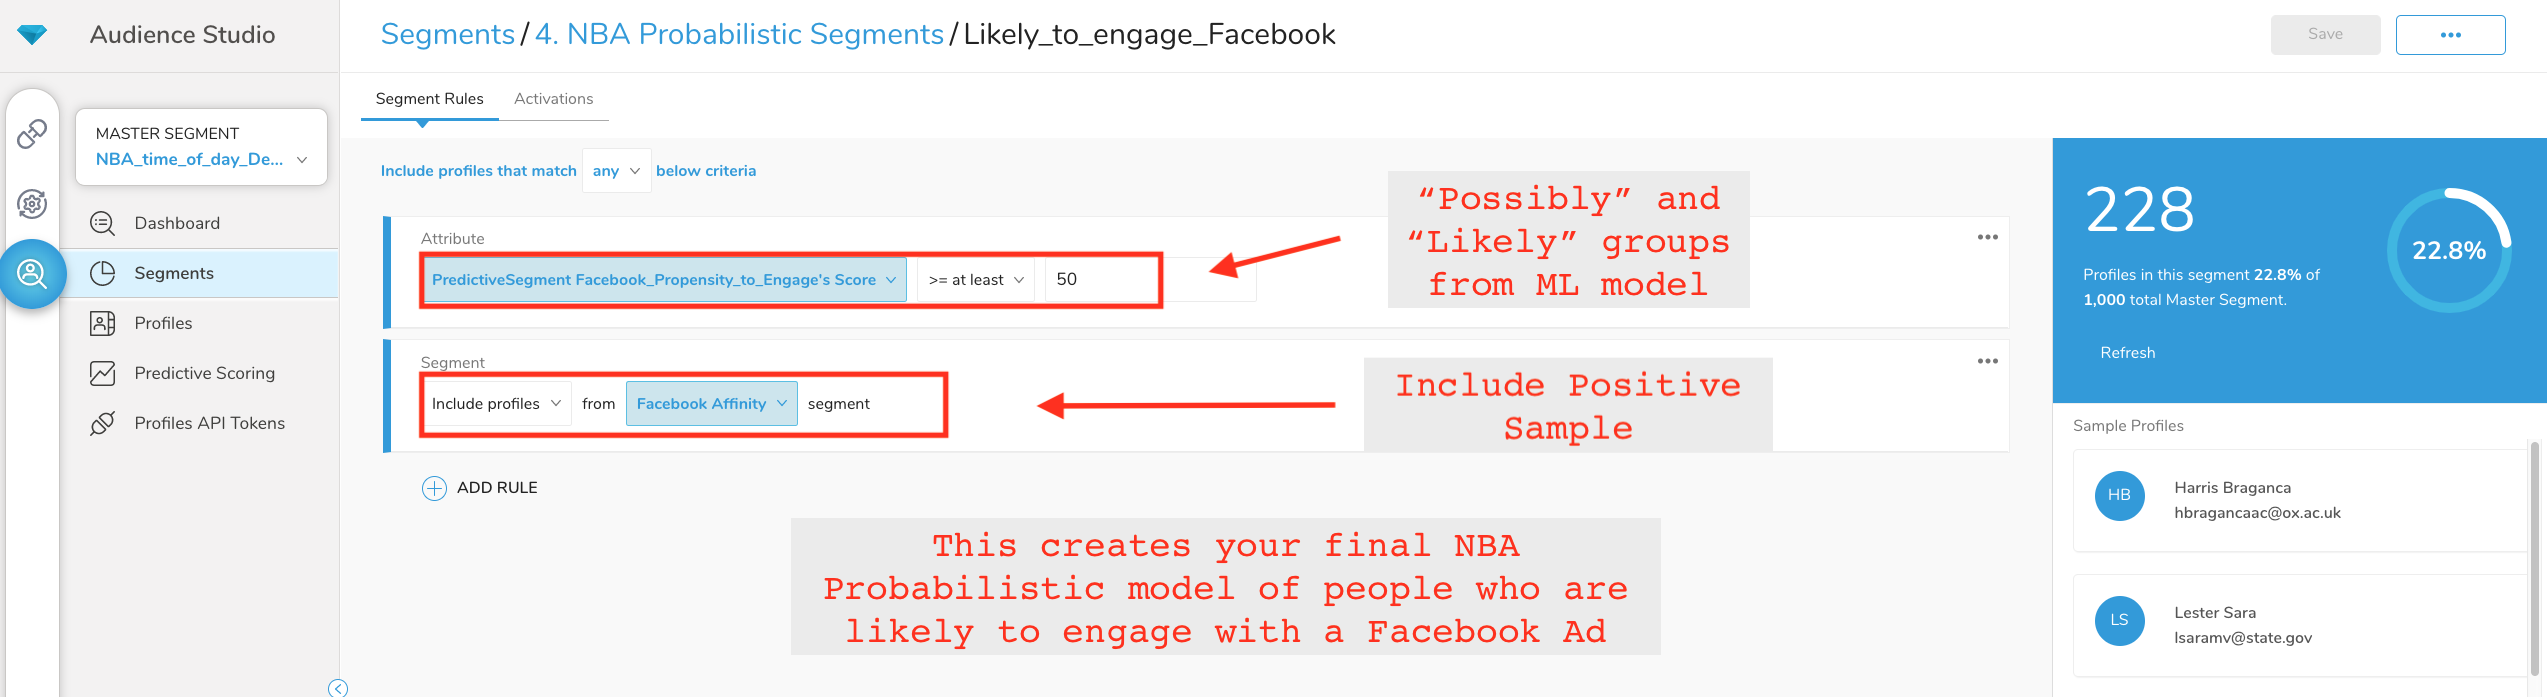 Audience Studio
Segments / 4. NBA Probabilistic Segments / Likely_to_engage_Facebook
Save
MASTER SEGMENT
NBA_time_of_day_De...
Dashboard
Segments
Profiles
Predictive Scoring
Profiles API Tokens
Segment Rules
Activations
Include profiles that match any below criteria
Attribute
PredictiveSegment Facebook_Propensity_to_Engage's Score >= at least 50
“Possibly” and
“Likely” groups
from ML model
Segment
Include profiles from Facebook Affinity segment
Include Positive
Sample
ADD RULE
This creates your final NBA
Probabilistic model of people who are
likely to engage with a Facebook Ad
228
22.8%
Profiles in this segment 22.8% of
1,000 total Master Segment.
Refresh
Sample Profiles
HB
Harris Braganca
hbragancaac@ox.ac.uk
LS
Lester Sara
lsaramv@state.gov